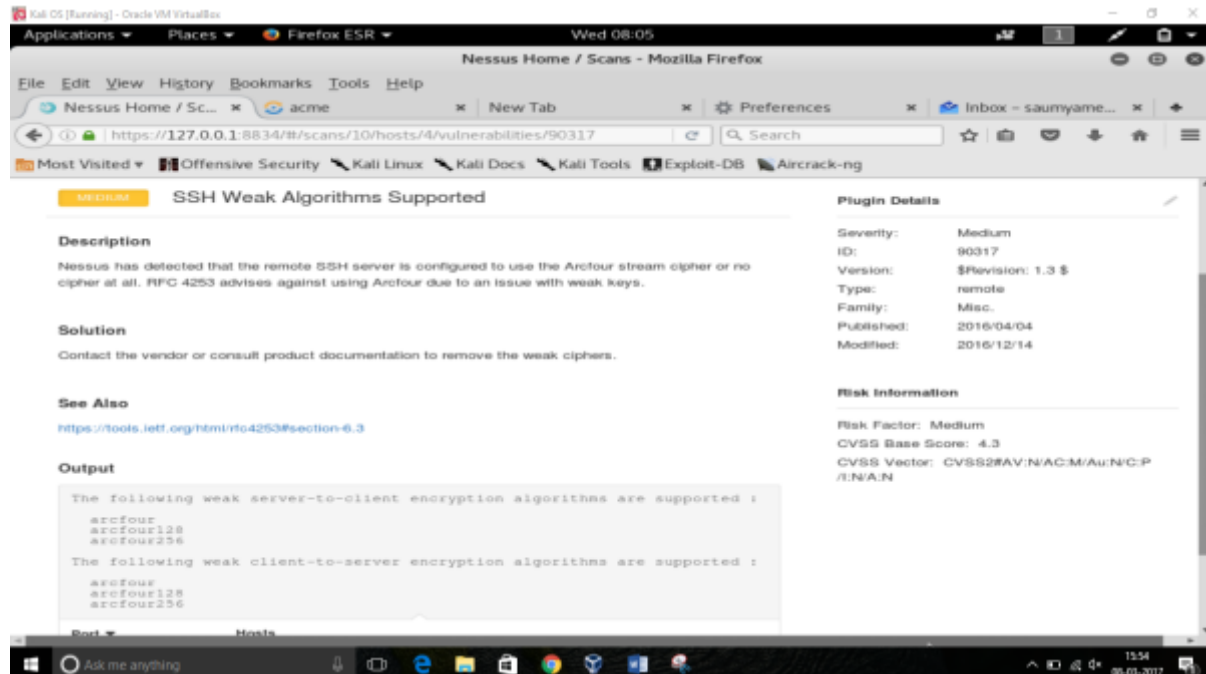 Kali OS [Running] - Oracle VM VirtualBox
Applications Places Firefox ESR Wed 08:05 1
Nessus Home / Scans - Mozilla Firefox
File Edit View History Bookmarks Tools Help
Nessus Home / Sc... acme New Tab Preferences Inbox – saumyame...
https://127.0.0.1:8834/#/scans/10/hosts/4/vulnerabilities/90317 Search
Most Visited Offensive Security Kali Linux Kali Docs Kali Tools Exploit-DB Aircrack-ng
MEDIUM SSH Weak Algorithms Supported
Description
Nessus has detected that the remote SSH server is configured to use the Arcfour stream cipher or no
cipher at all. RFC 4253 advises against using Arcfour due to an issue with weak keys.
Solution
Contact the vendor or consult product documentation to remove the weak ciphers.
See Also
https://tools.ietf.org/html/rfc4253#section-6.3
Output
The following weak server-to-client encryption algorithms are supported :
arcfour
arcfour128
arcfour256
The following weak client-to-server encryption algorithms are supported :
arcfour
arcfour128
arcfour256
Port Hosts
Plugin Details
Severity: Medium
ID: 90317
Version: $Revision: 1.3 $
Type: remote
Family: Misc.
Published: 2016/04/04
Modified: 2016/12/14
Risk Information
Risk Factor: Medium
CVSS Base Score: 4.3
CVSS Vector: CVSS2#AV:N/AC:M/Au:N/C:P
/I:N/A:N
Ask me anything
15:54
08-03-2017